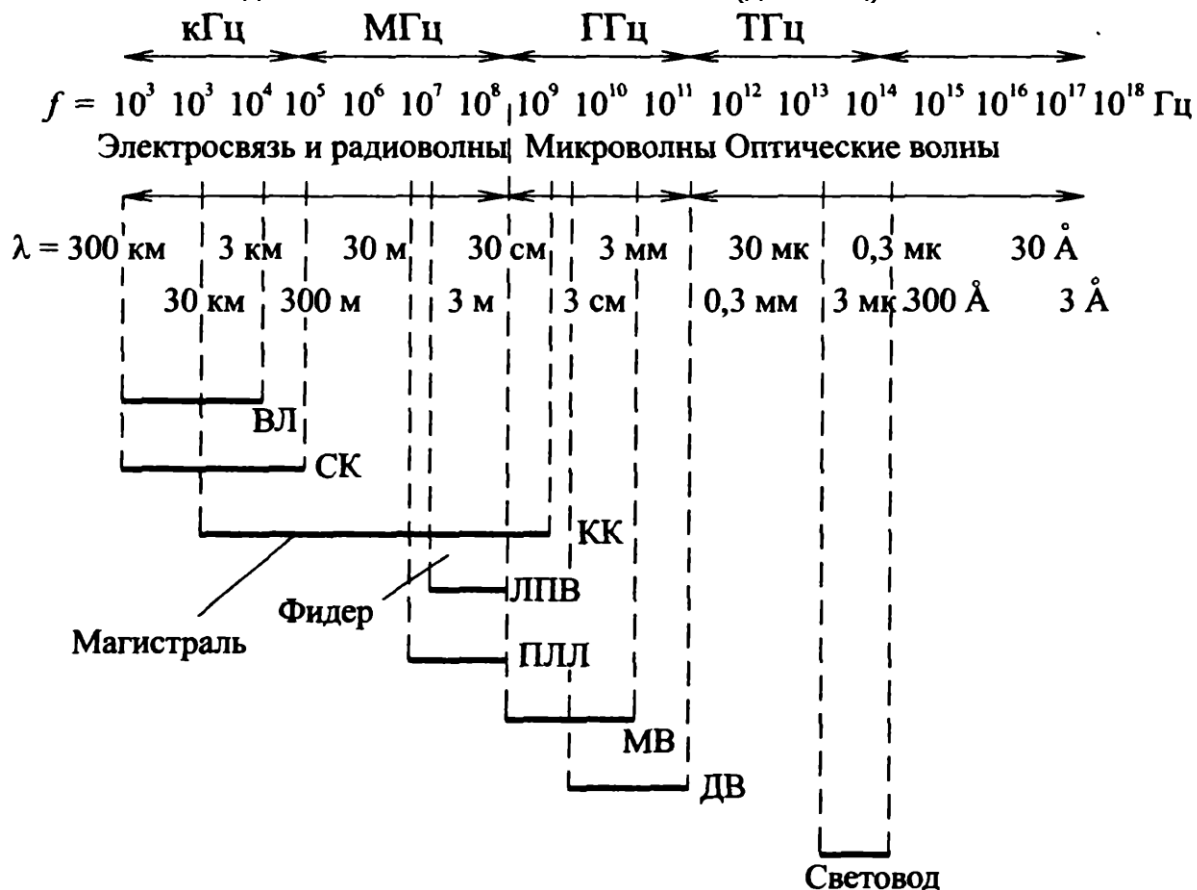 кГц МГц ГГц ТГц
f = 10³ 10³ 10⁴ 10⁵ 10⁶ 10⁷ 10⁸ 10⁹ 10¹⁰ 10¹¹ 10¹² 10¹³ 10¹⁴ 10¹⁵ 10¹⁶ 10¹⁷ 10¹⁸ Гц
Электросвязь и радиоволны Микроволны Оптические волны
λ = 300 км 3 км 30 м 30 см 3 мм 30 мк 0,3 мк 30 Å
30 км 300 м 3 м 3 см 0,3 мм 3 мк 300 Å 3 Å
ВЛ
СК
КК
ЛПВ
Фидер
Магистраль
ПЛЛ
МВ
ДВ
Световод